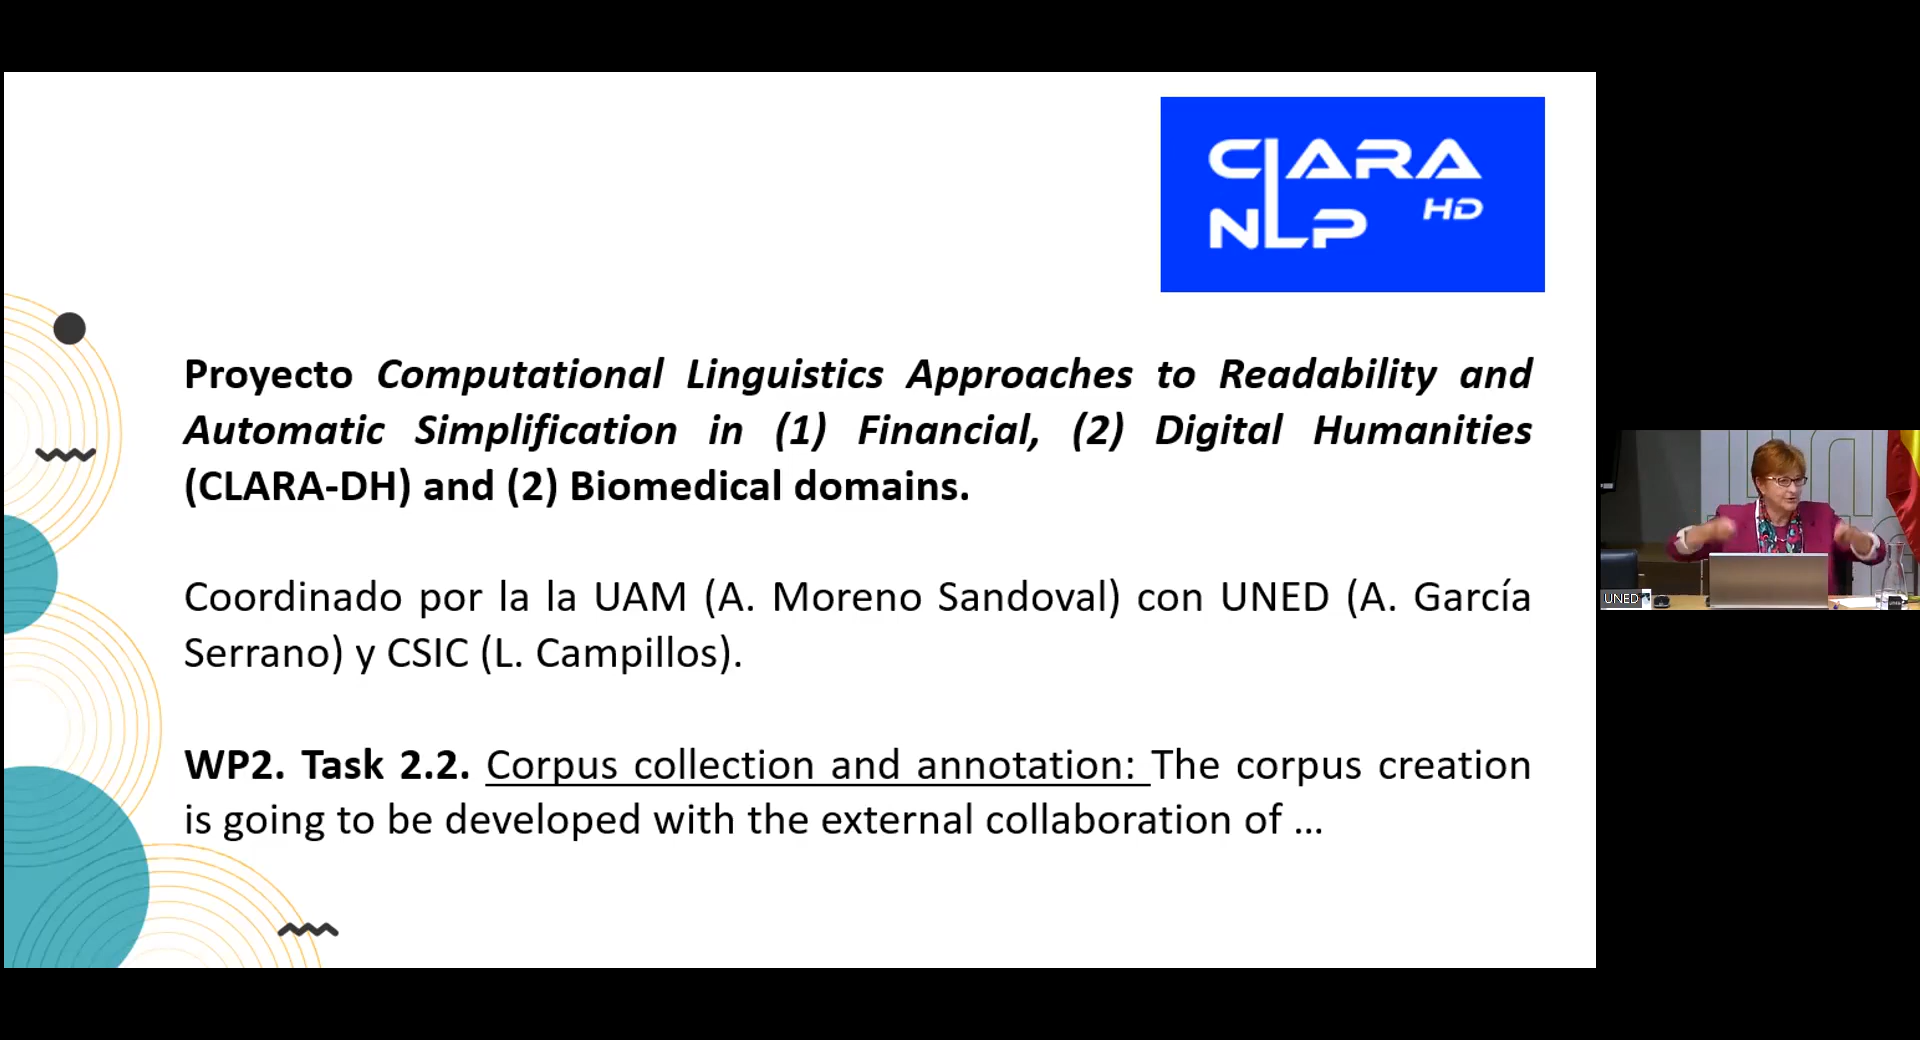 CLARA
NLP HD
Proyecto Computational Linguistics Approaches to Readability and
Automatic Simplification in (1) Financial, (2) Digital Humanities
(CLARA-DH) and (2) Biomedical domains.
Coordinado por la la UAM (A. Moreno Sandoval) con UNED (A. García
Serrano) y CSIC (L. Campillos).
WP2. Task 2.2. Corpus collection and annotation: The corpus creation
is going to be developed with the external collaboration of ...
UNED